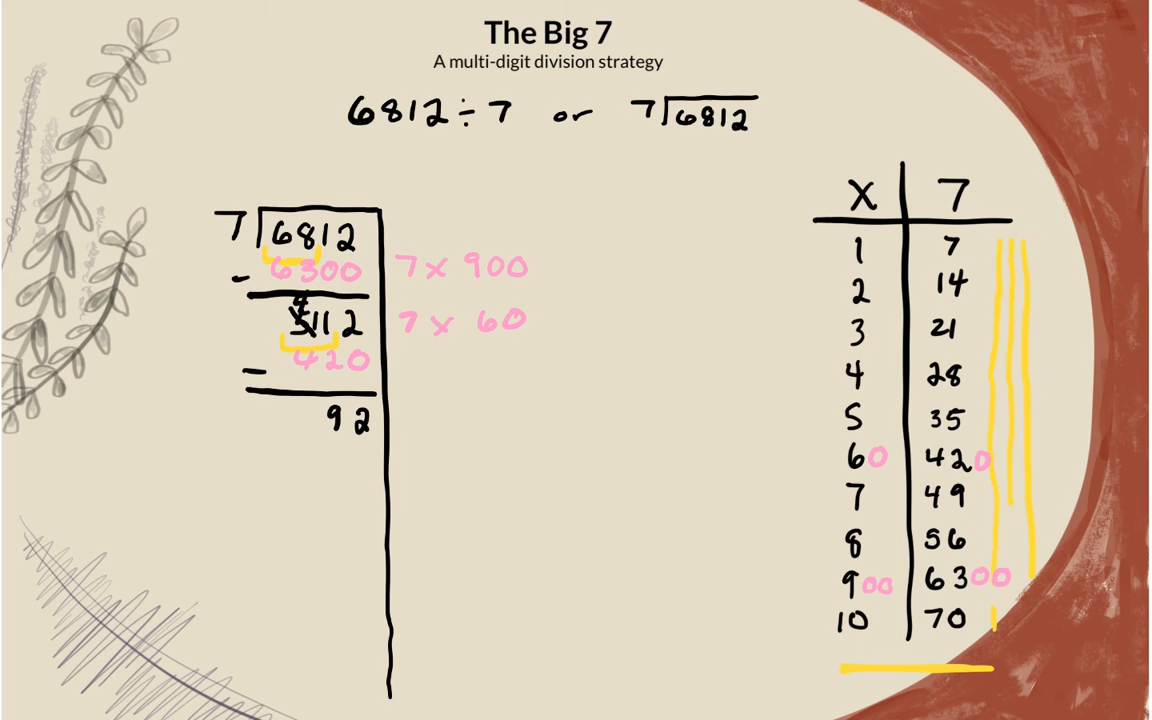 The Big 7
A multi-digit division strategy
6812 ÷ 7 or 7)6812
7)6812
- 6300 7 x 900
4
5112 7 x 60
- 420
92
X 7
1 7
2 14
3 21
4 28
5 35
60 420
7 49
8 56
900 6300
10 70